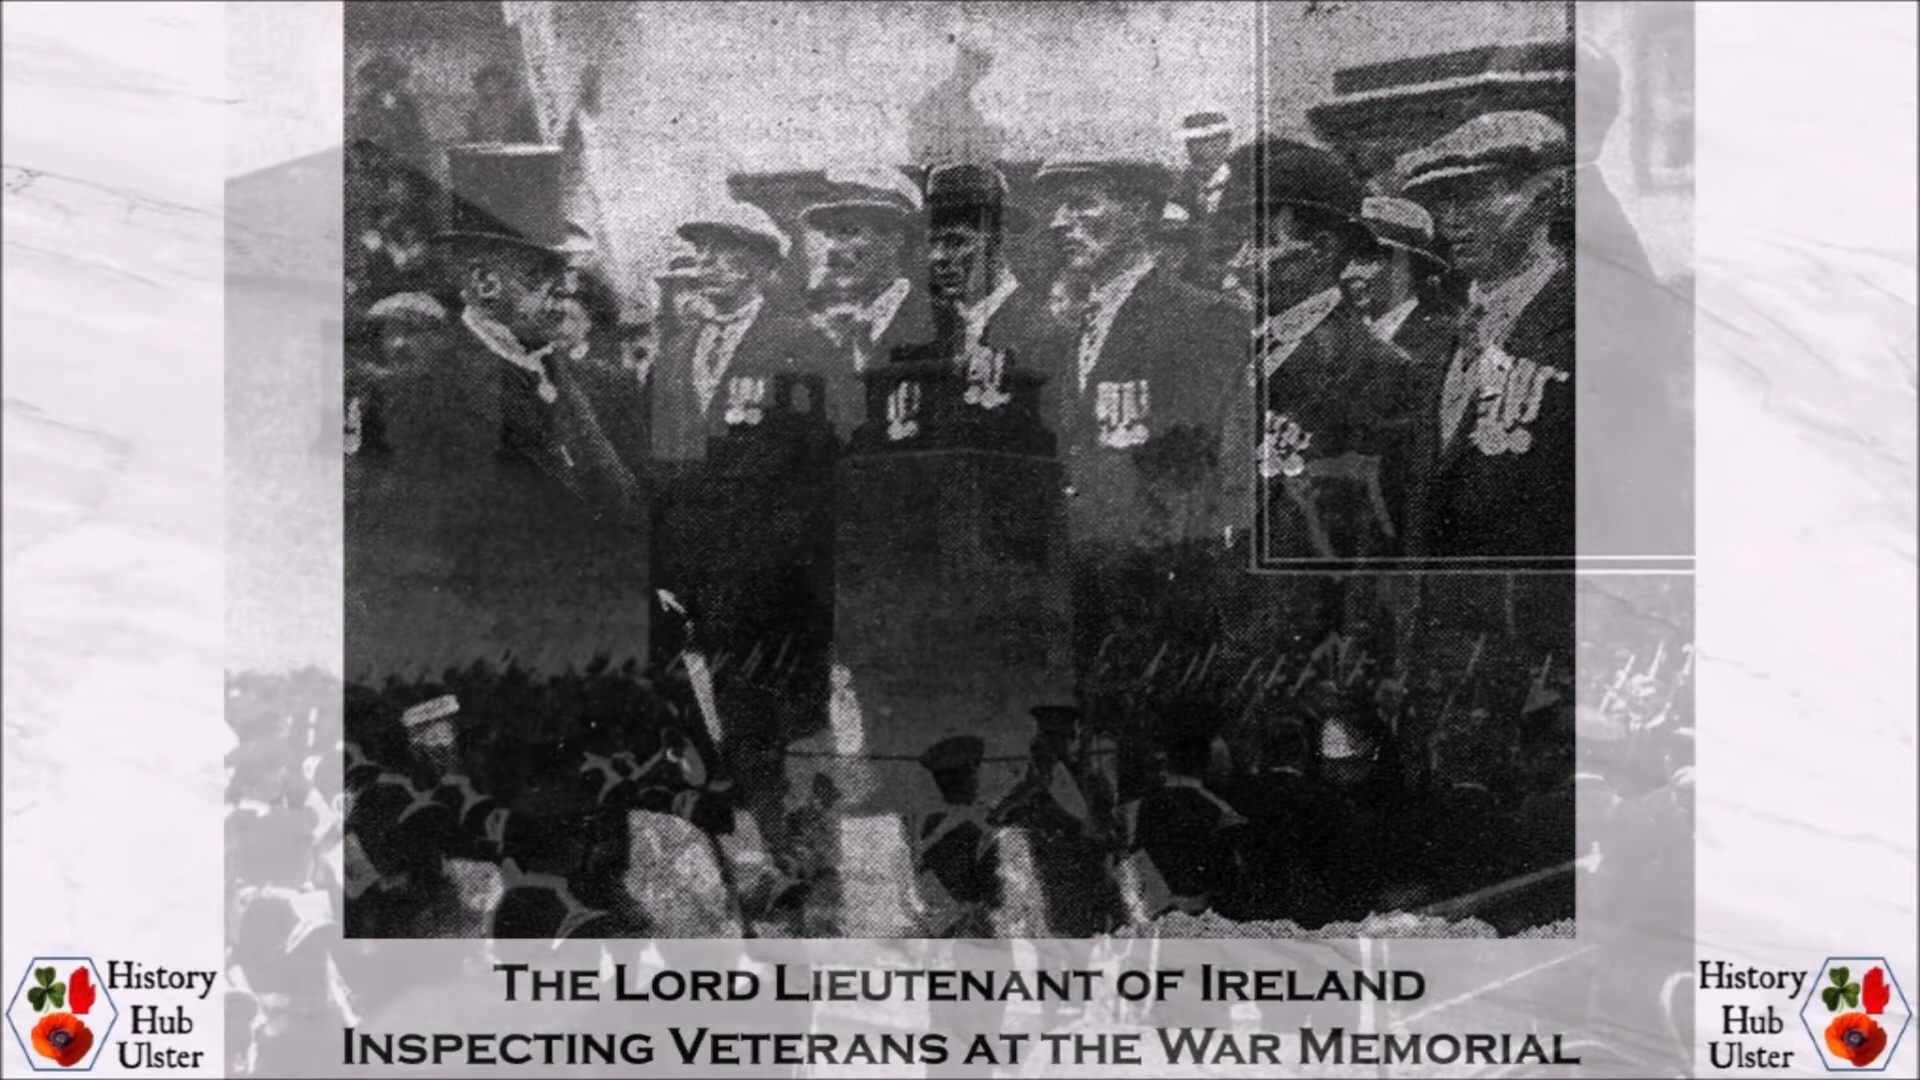 THE LORD LIEUTENANT OF IRELAND
INSPECTING VETERANS AT THE WAR MEMORIAL
History
Hub
Ulster
History
Hub
Ulster